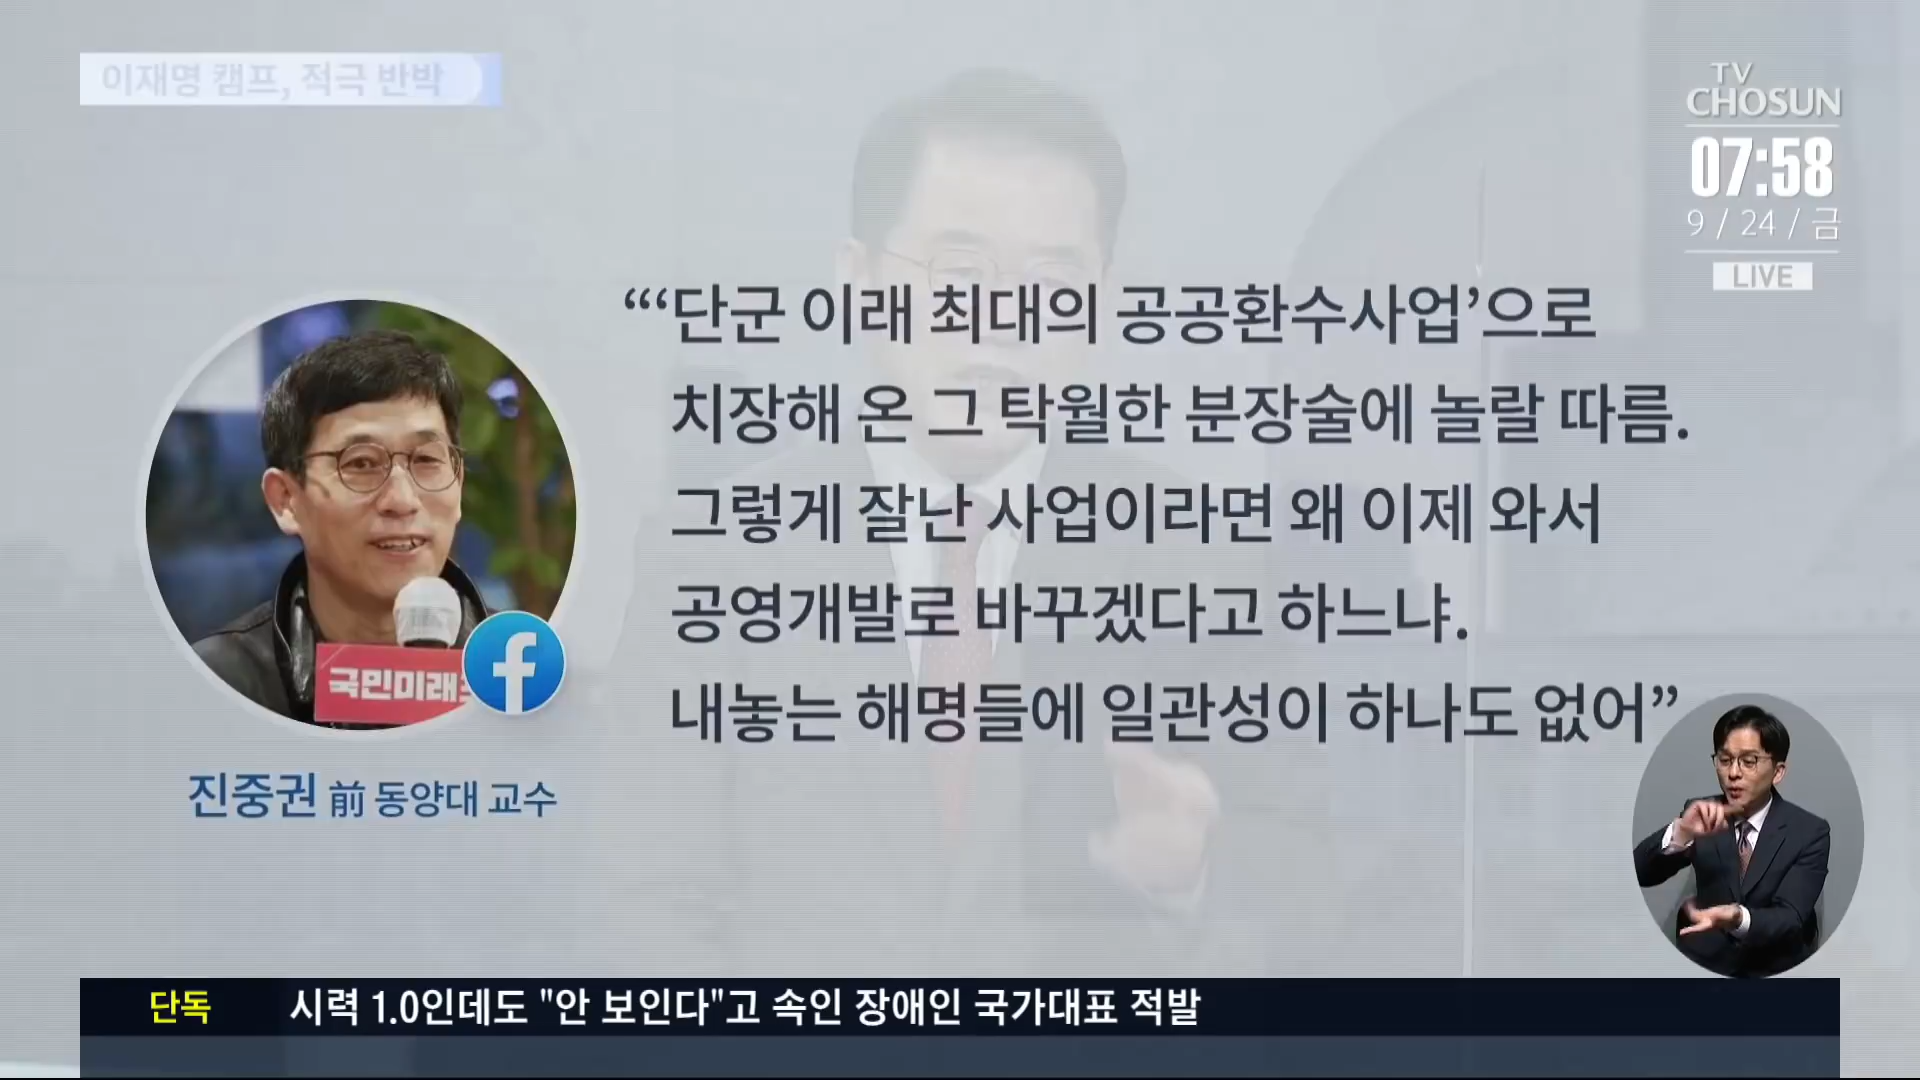 이재명 캠프, 적극 반박
TV
CHOSUN
07:58
9 / 24 / 금
LIVE
“‘단군 이래 최대의 공공환수사업’으로
치장해 온 그 탁월한 분장술에 놀랄 따름.
그렇게 잘난 사업이라면 왜 이제 와서
공영개발로 바꾸겠다고 하느냐.
내놓는 해명들에 일관성이 하나도 없어”
국민미래
진중권 前 동양대 교수
단독 시력 1.0인데도 "안 보인다"고 속인 장애인 국가대표 적발